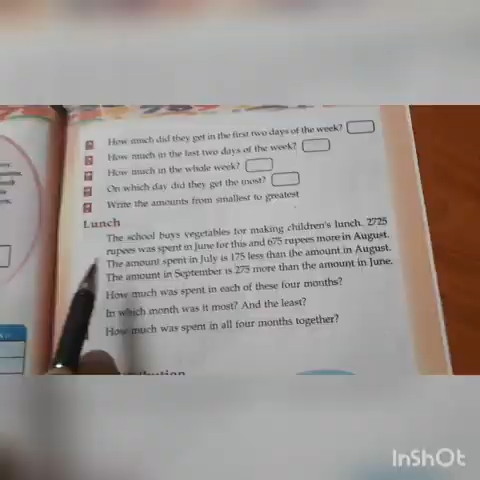 How much did they get in the first two days of the week?
How much in the last two days of the week?
How much in the whole week?
On which day did they get the most?
Write the amounts from smallest to greatest
Lunch
The school buys vegetables for making children's lunch. 2725
rupees was spent in June for this and 675 rupees more in August.
The amount spent in July is 175 less than the amount in August.
The amount in September is 275 more than the amount in June.
How much was spent in each of these four months?
In which month was it most? And the least?
How much was spent in all four months together?
InShOt